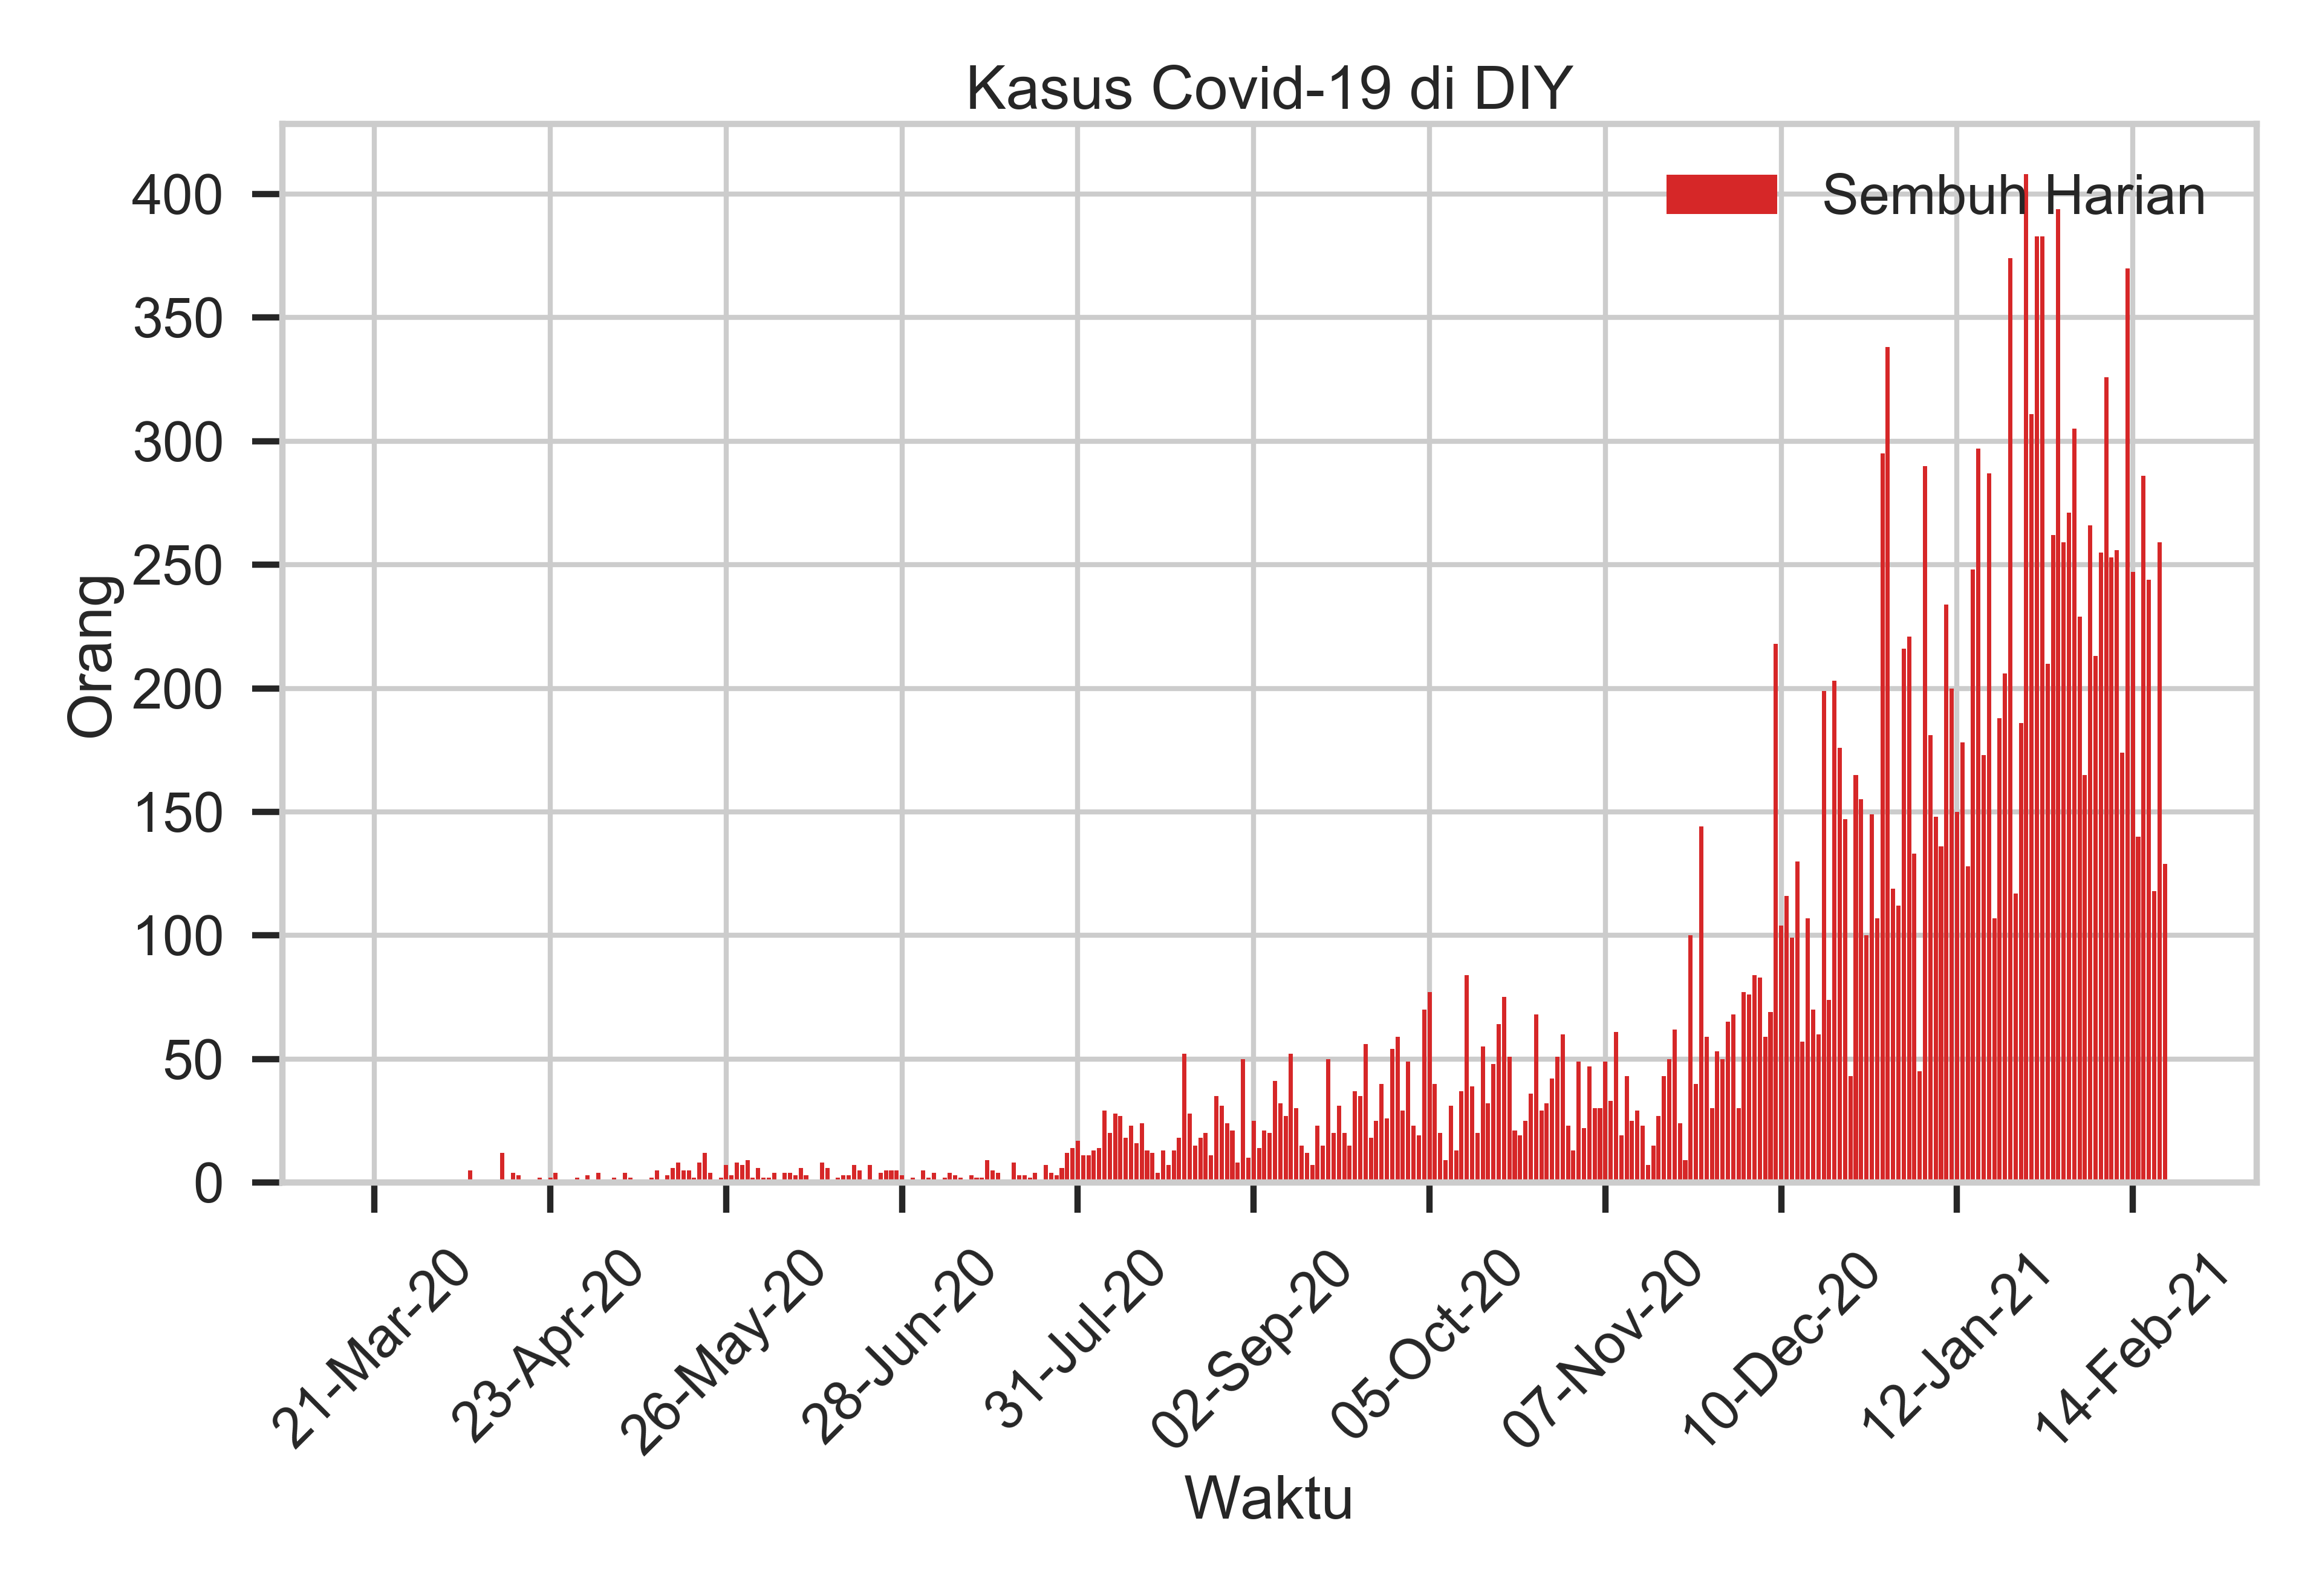 Kasus Covid-19 di DIY
Sembuh Harian
400
350
300
250
200
150
100
50
0
Orang
21-Mar-20
23-Apr-20
26-May-20
28-Jun-20
31-Jul-20
02-Sep-20
05-Oct-20
07-Nov-20
10-Dec-20
12-Jan-21
14-Feb-21
Waktu